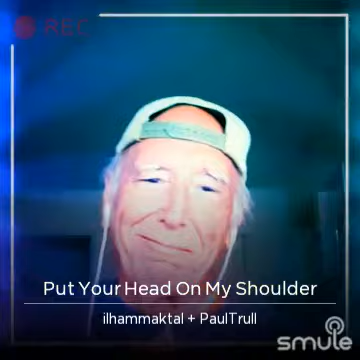 REC
Put Your Head On My Shoulder
ilhammaktal + PaulTrull
smule